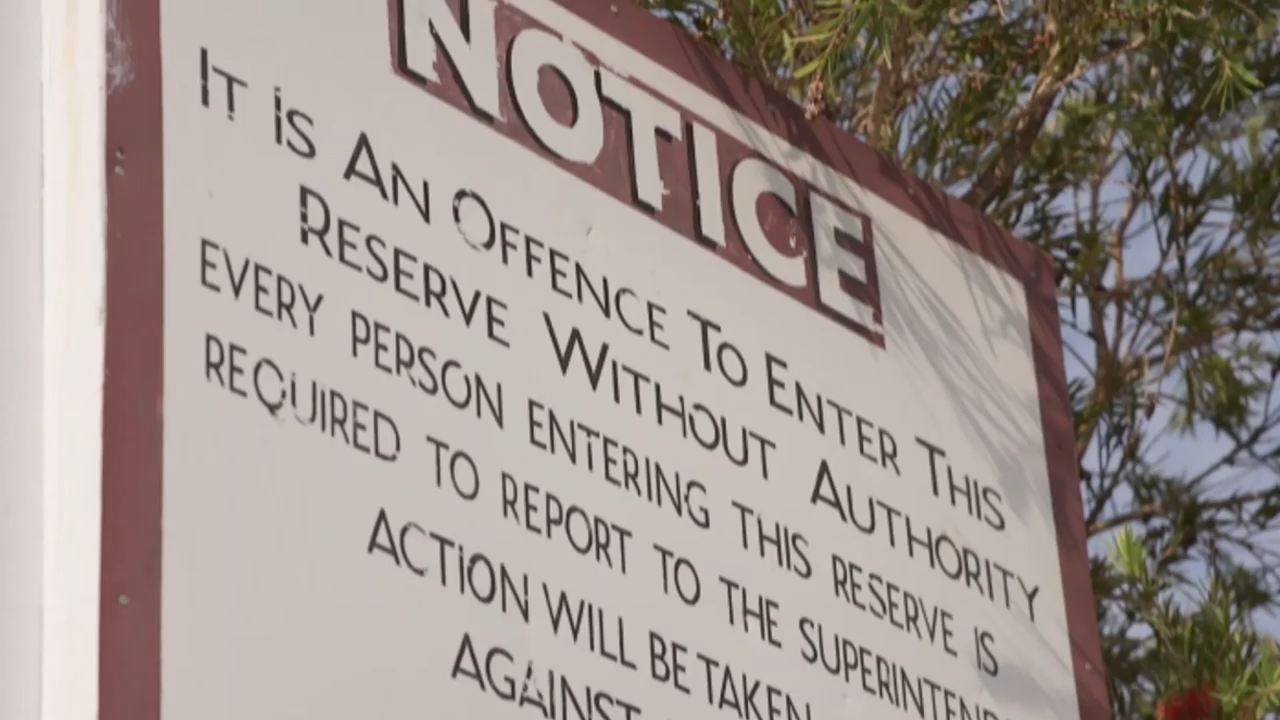 NOTICE
IT IS AN OFFENCE TO ENTER THIS
RESERVE WITHOUT AUTHORITY
EVERY PERSON ENTERING THIS RESERVE IS
REQUIRED TO REPORT TO THE
ACTION WILL BE TAKEN
AGAINST